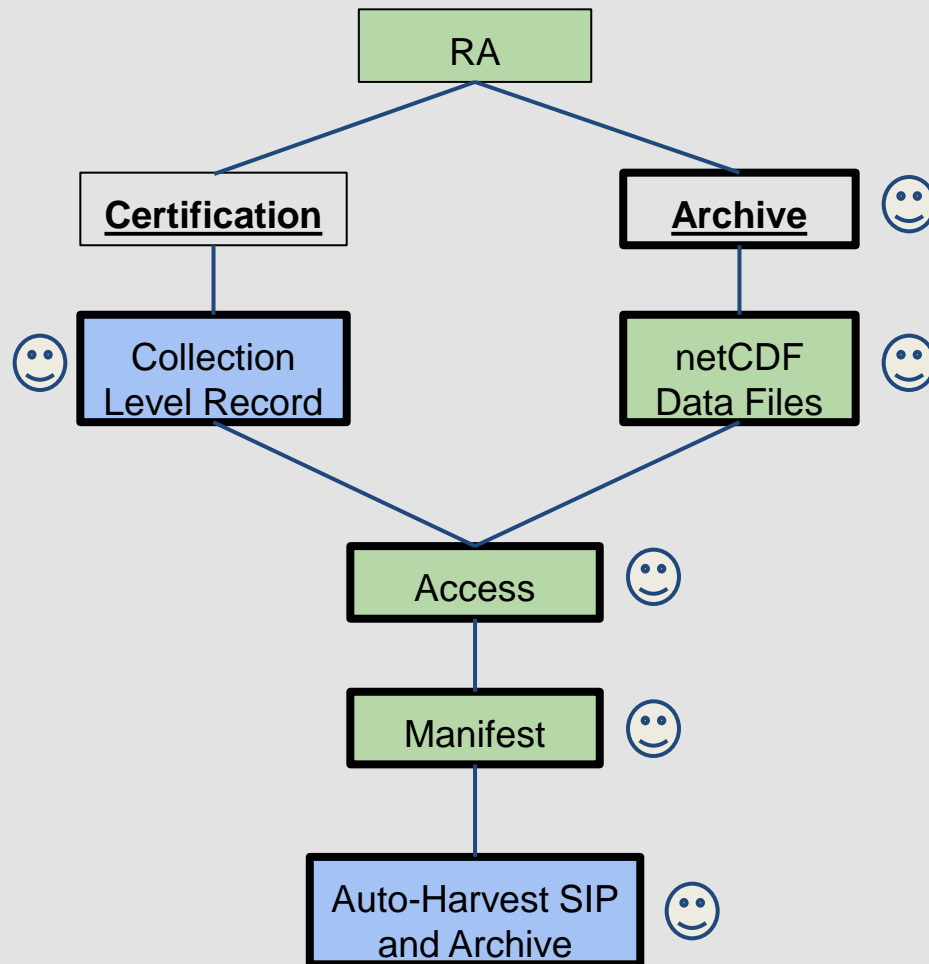 RA
Certification
Archive
Collection
Level Record
netCDF
Data Files
Access
Manifest
Auto-Harvest SIP
and Archive